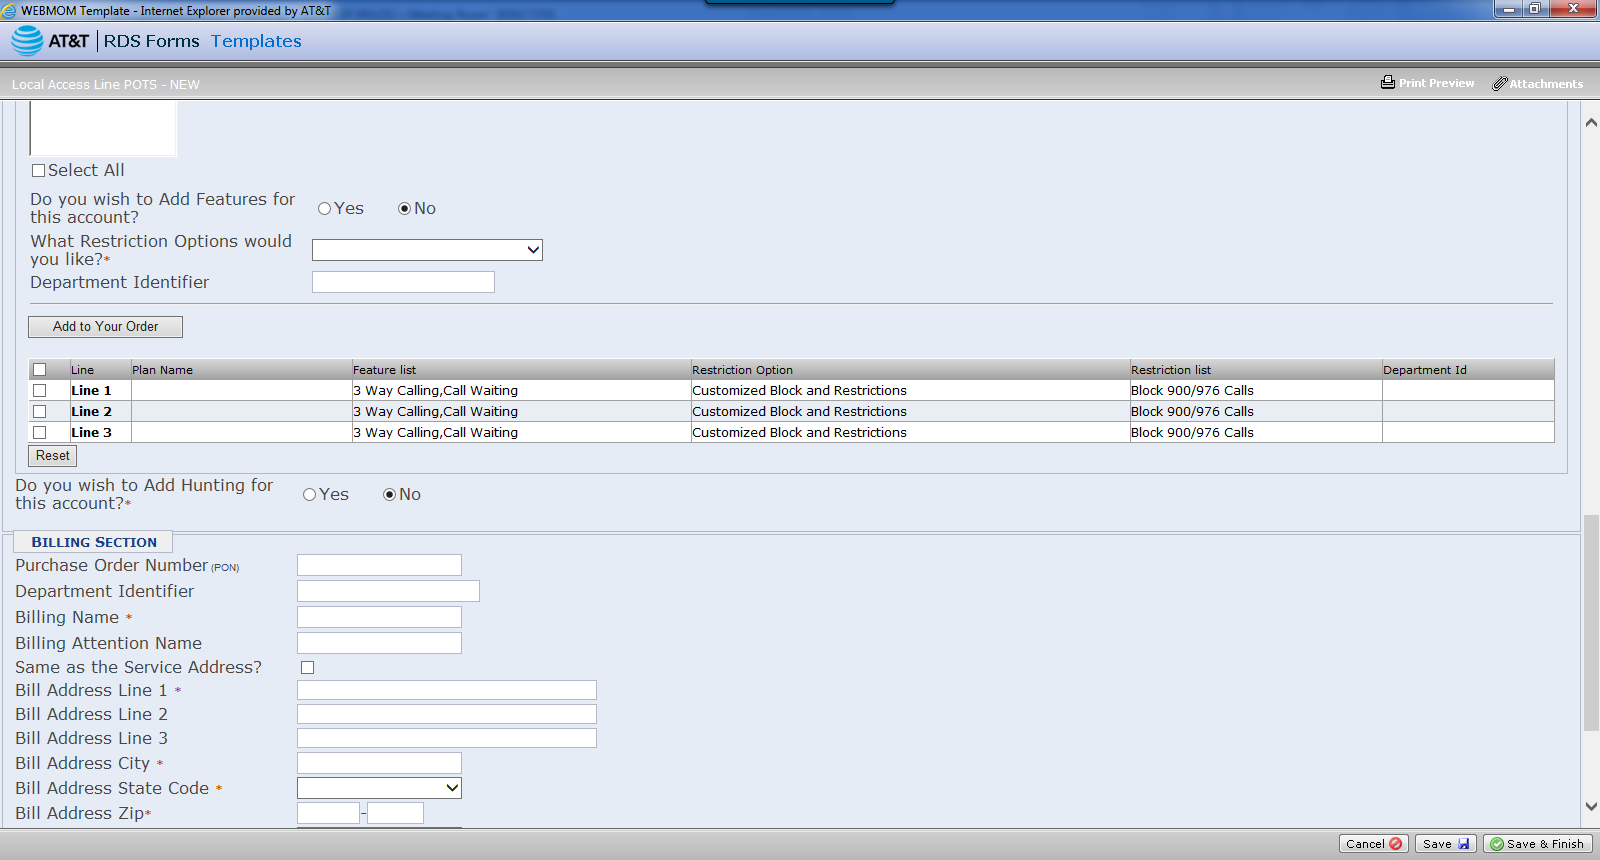 WEBMOM Template - Internet Explorer provided by AT&T
AT&T | RDS Forms Templates
Local Access Line POTS - NEW
Print Preview
Attachments
Select All
Do you wish to Add Features for this account?
Yes
No
What Restriction Options would you like?*
Department Identifier
Add to Your Order
Line Plan Name Feature list Restriction Option Restriction list Department Id
Line 1 3 Way Calling,Call Waiting Customized Block and Restrictions Block 900/976 Calls
Line 2 3 Way Calling,Call Waiting Customized Block and Restrictions Block 900/976 Calls
Line 3 3 Way Calling,Call Waiting Customized Block and Restrictions Block 900/976 Calls
Reset
Do you wish to Add Hunting for this account?*
Yes
No
BILLING SECTION
Purchase Order Number (PON)
Department Identifier
Billing Name *
Billing Attention Name
Same as the Service Address?
Bill Address Line 1 *
Bill Address Line 2
Bill Address Line 3
Bill Address City *
Bill Address State Code *
Bill Address Zip*
-
Cancel
Save
Save & Finish